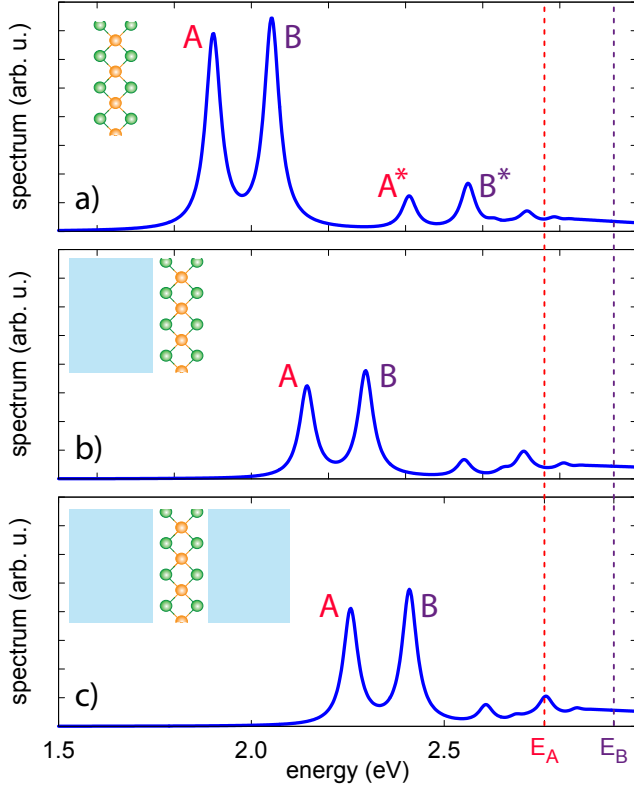 spectrum (arb. u.)
A
B
A*
B*
a)
spectrum (arb. u.)
A
B
b)
spectrum (arb. u.)
A
B
c)
1.5
2.0
2.5
E_A
E_B
energy (eV)